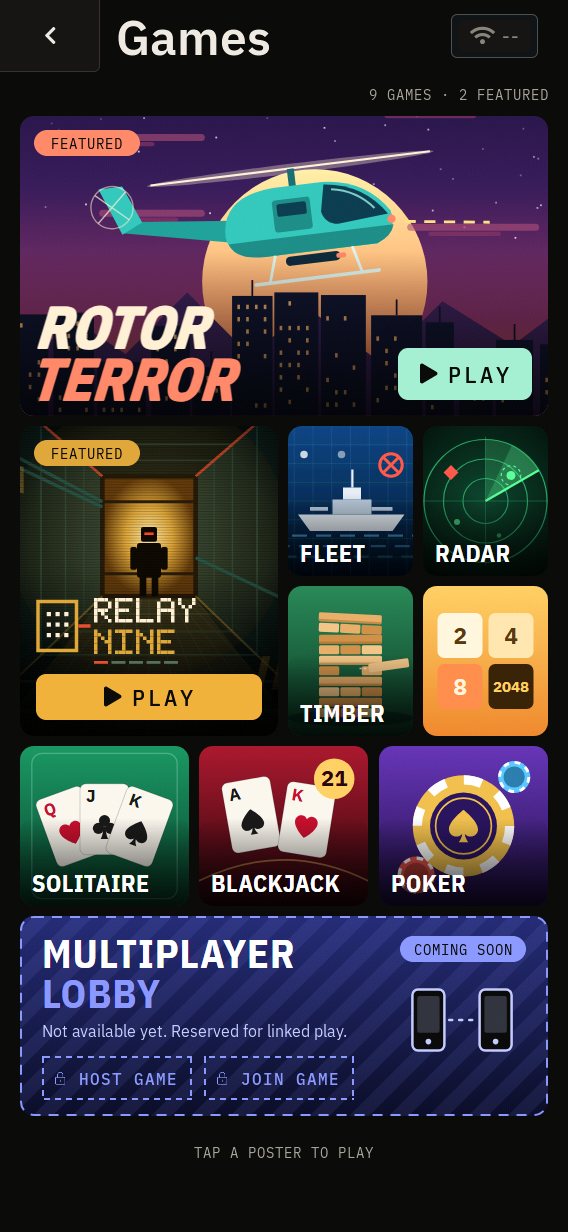 Games
--
9 GAMES · 2 FEATURED
FEATURED
ROTOR
TERROR
PLAY
FEATURED
RELAY
NINE
PLAY
FLEET
RADAR
TIMBER
2 4
8 2048
Q J K
SOLITAIRE
A K 21
BLACKJACK
POKER
MULTIPLAYER
LOBBY
COMING SOON
Not available yet. Reserved for linked play.
HOST GAME
JOIN GAME
TAP A POSTER TO PLAY